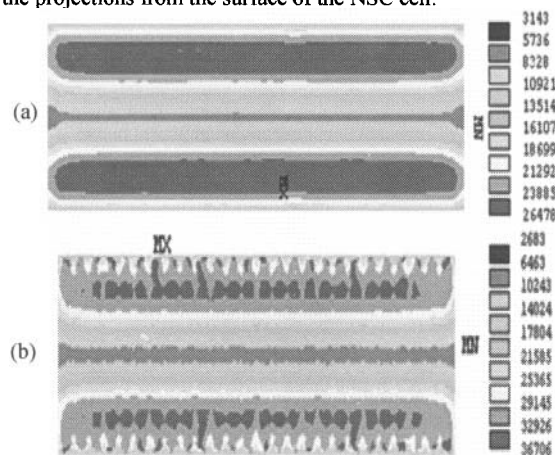 the projections from the surface of the NSC cell.
(a)
3143
5736
8328
10921
13514
16107
18699
21292
23885
26478
MN
MX
(b)
MX
MN
2683
6463
10243
14024
17804
21585
25365
29145
32926
36706